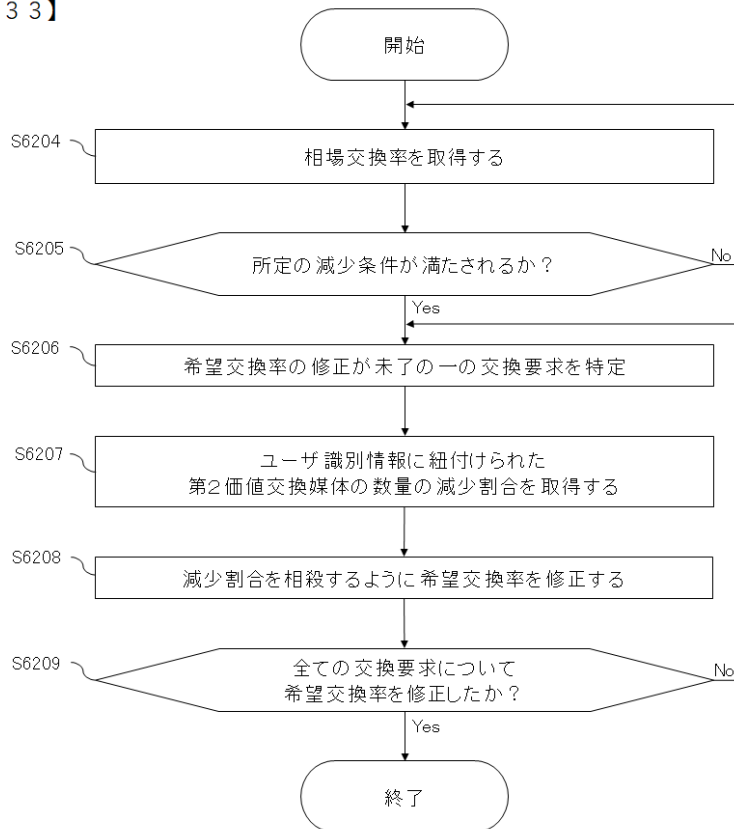 ３３】
開始
S6204
相場交換率を取得する
S6205
所定の減少条件が満たされるか？
No
Yes
S6206
希望交換率の修正が未了の一の交換要求を特定
S6207
ユーザ識別情報に紐付けられた
第2価値交換媒体の数量の減少割合を取得する
S6208
減少割合を相殺するように希望交換率を修正する
S6209
全ての交換要求について
希望交換率を修正したか？
No
Yes
終了